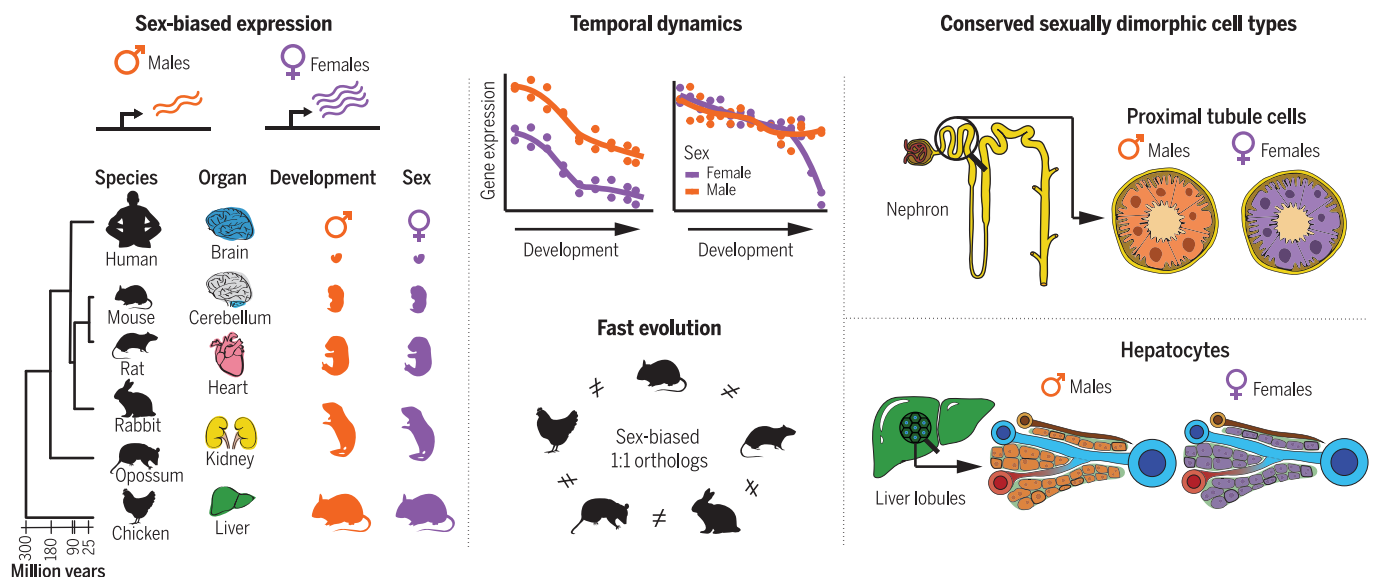 Sex-biased expression
Males
Females
Species
Organ
Development
Sex
Human
Brain
Mouse
Cerebellum
Rat
Heart
Rabbit
Kidney
Opossum
Chicken
Liver
300
180
90
25
Million years
Temporal dynamics
Gene expression
Sex
Female
Male
Development
Development
Fast evolution
≠
≠
Sex-biased
1:1 orthologs
≠
≠
≠
Conserved sexually dimorphic cell types
Proximal tubule cells
Males
Females
Nephron
Hepatocytes
Males
Females
Liver lobules